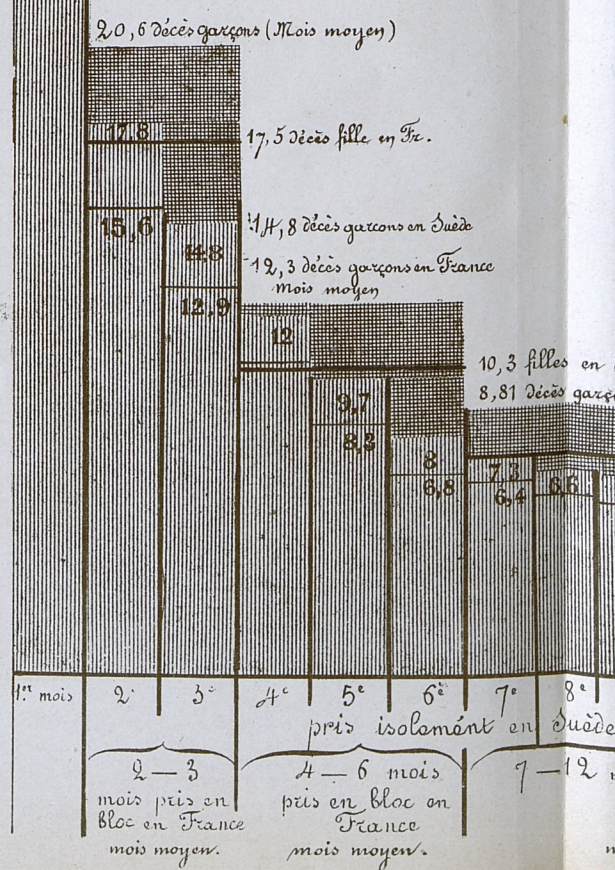 20,6 décès garçons (Mois moyen)
17,8
17,5 décès fille en Fr.
15,6
14,8 décès garcons en Suède
14,8
12,3 décès garçons en France
mois moyen
12,9
12
10,3 filles en
8,81 décès garç
9,7
8,3
8
6,8
7,3
6,4
6,6
1er mois 2e 3e 4e 5e 6e 7e 8e
pris isolemént en Suède
2 — 3
mois pris en
bloc en France
mois moyen.
4 — 6 mois
pris en bloc en
France
mois moyen.
7 — 12